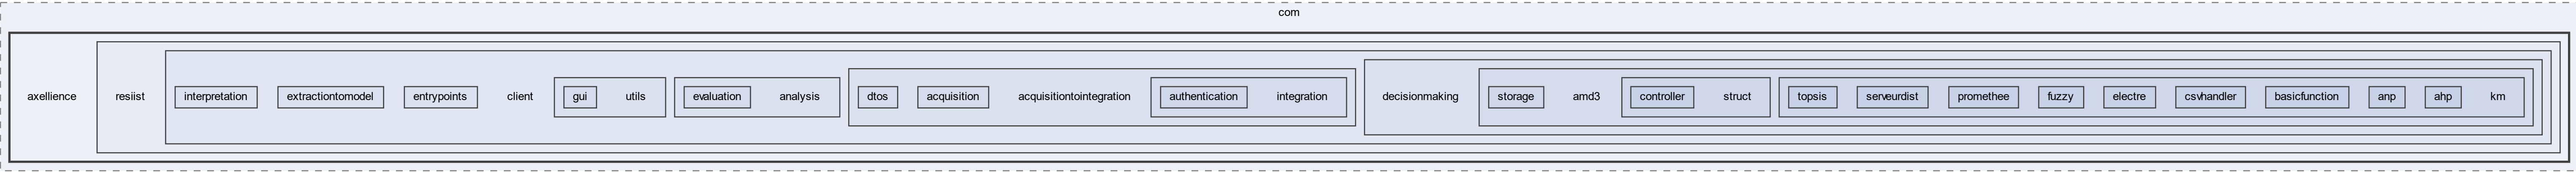 com
axellience
resiist
interpretation
extractiontomodel
entrypoints
client
gui
utils
evaluation
analysis
dtos
acquisition
acquisitiontointegration
authentication
integration
decisionmaking
storage
amd3
controller
struct
topsis
serveurdist
promethee
fuzzy
electre
csvhandler
basicfunction
anp
ahp
km